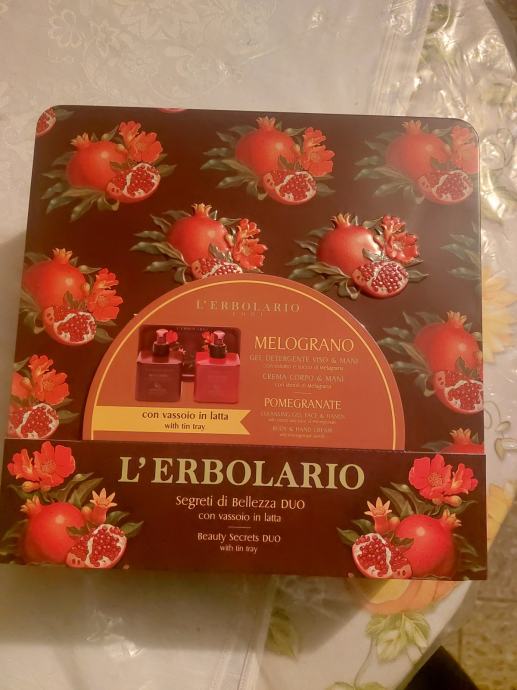 L'ERBOLARIO
LODI
MELOGRANO
GEL DETERGENTE VISO & MANI
CREMA CORPO & MANI
POMEGRANATE
CLEANSING GEL FACE & HANDS
BODY & HAND CREAM
con vassoio in latta
with tin tray
L'ERBOLARIO
Segreti di Bellezza DUO
con vassoio in latta
Beauty Secrets DUO
with tin tray